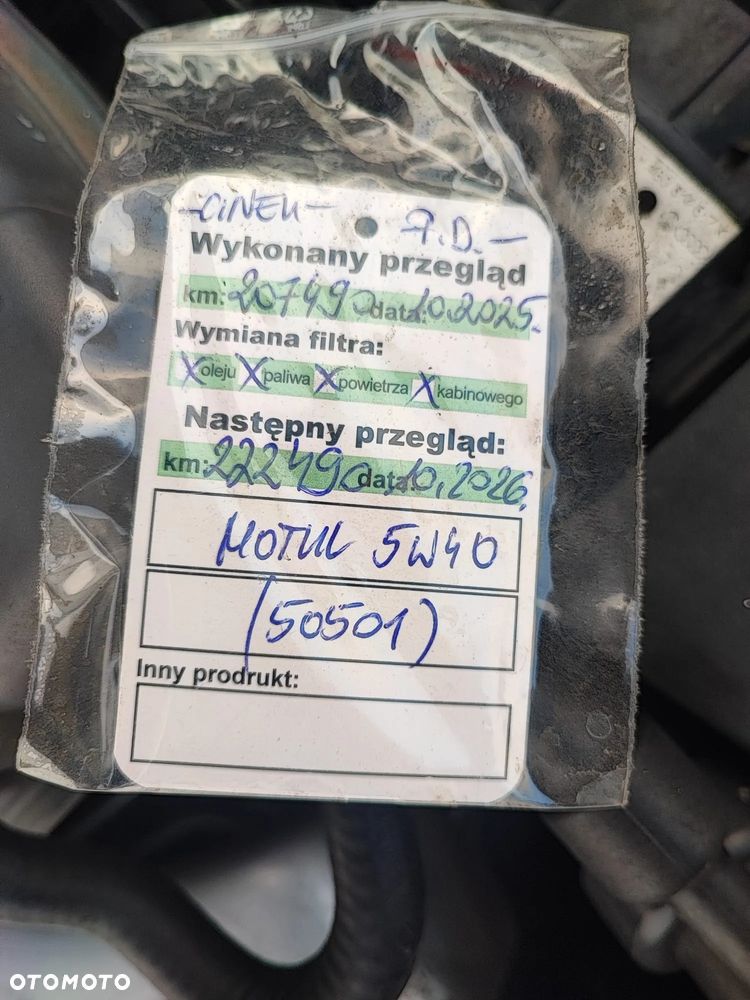 -CINEK- P.D.-
Wykonany przegląd
km: 207490 data: 10.2025.
Wymiana filtra:
X oleju X paliwa X powietrza X kabinowego
Następny przegląd:
km: 222490 data: 10.2026.
MOTUL 5W40
(50501)
Inny prodrukt:
OTOMOTO